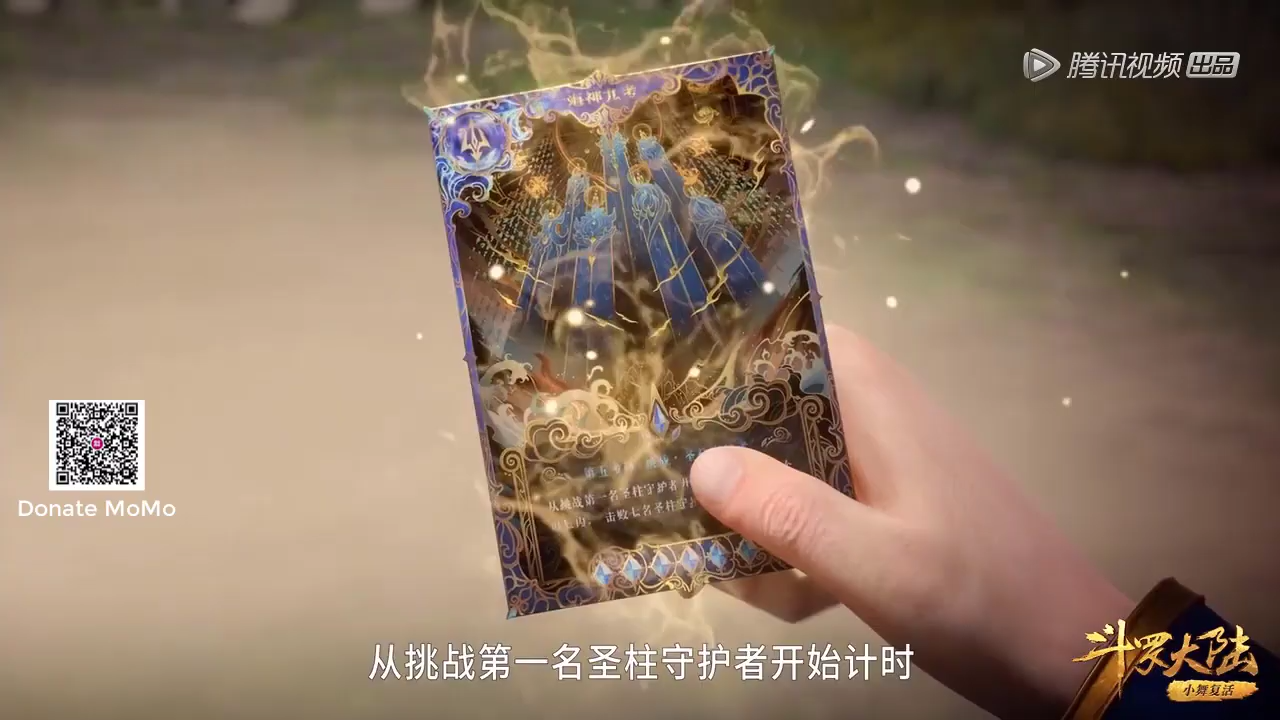 腾讯视频 出品
海神九考
从挑战第一名圣柱守护者
击败七名圣柱守
Donate MoMo
从挑战第一名圣柱守护者开始计时
斗罗大陆
小舞复活